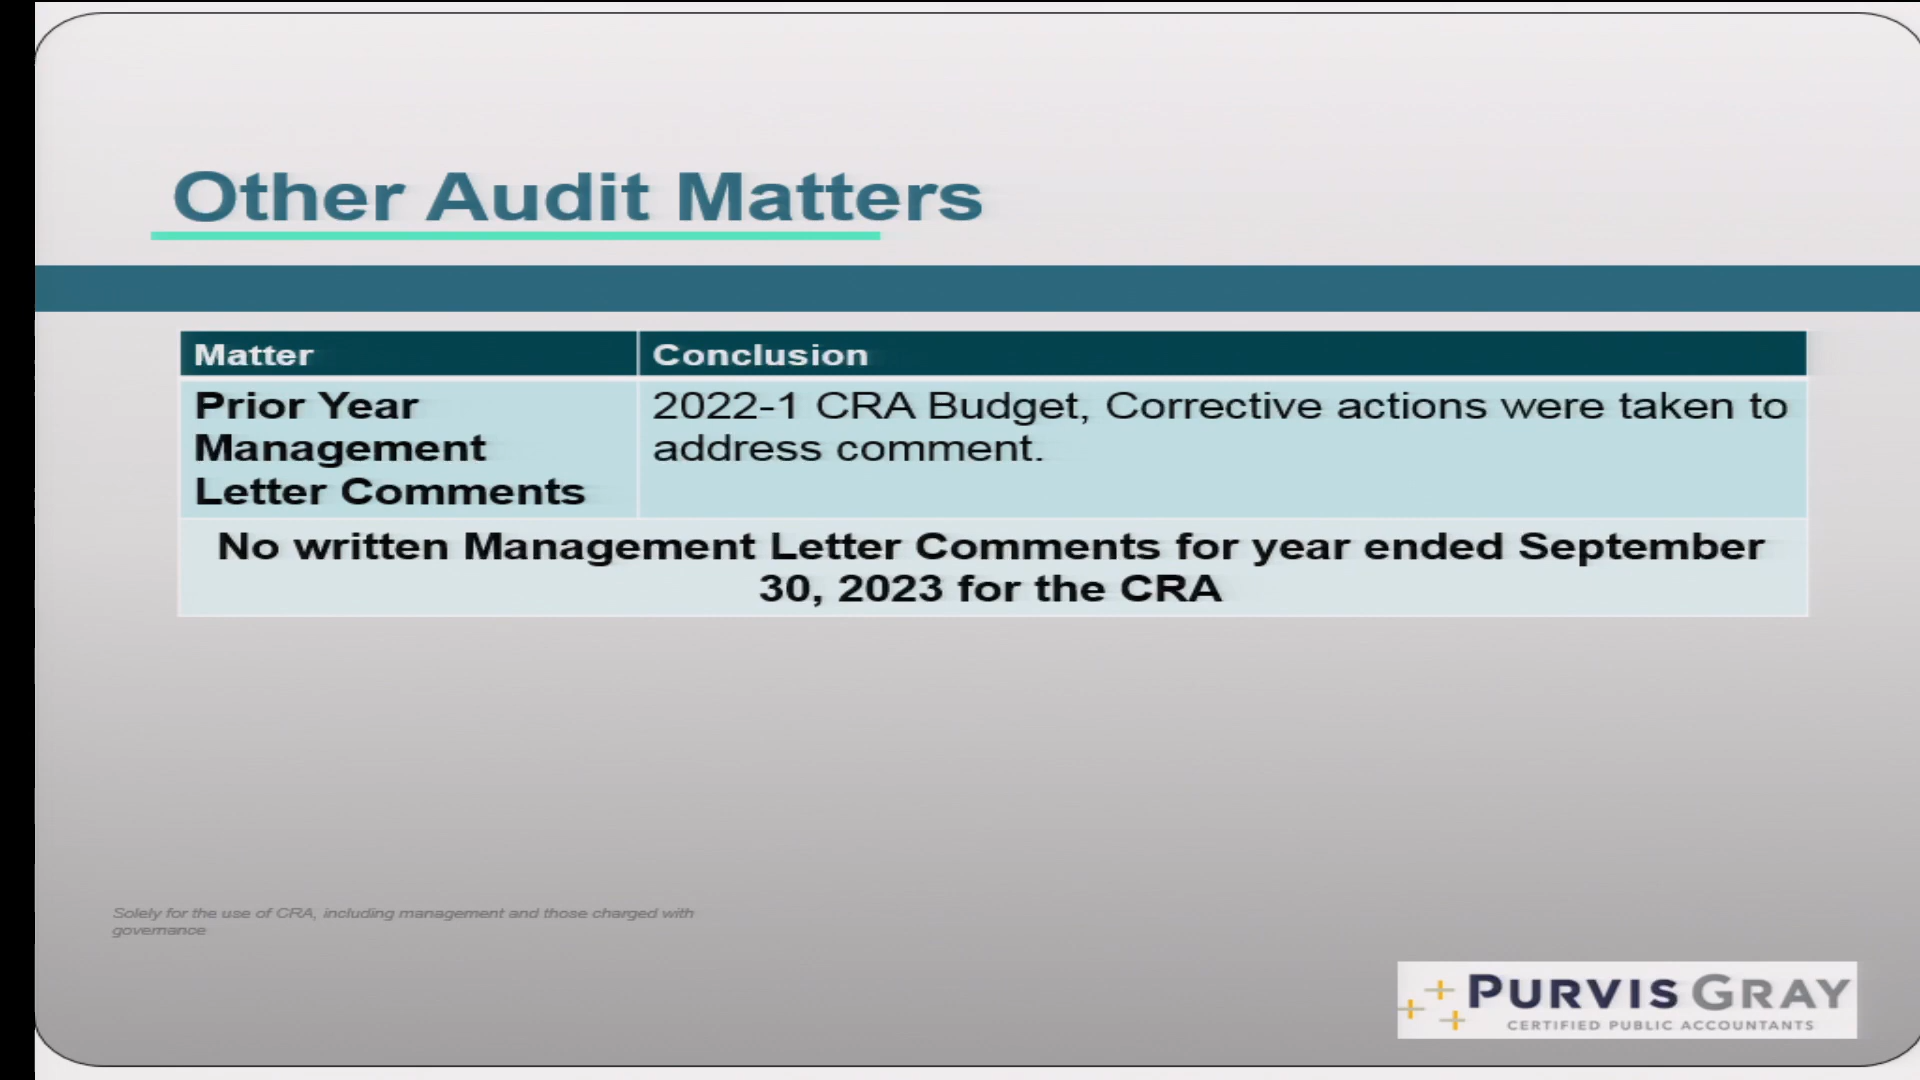 Other Audit Matters
Matter
Conclusion
Prior Year
Management
Letter Comments
2022-1 CRA Budget, Corrective actions were taken to
address comment.
No written Management Letter Comments for year ended September
30, 2023 for the CRA
Solely for the use of CRA, including management and those charged with
governance
PURVIS GRAY
CERTIFIED PUBLIC ACCOUNTANTS